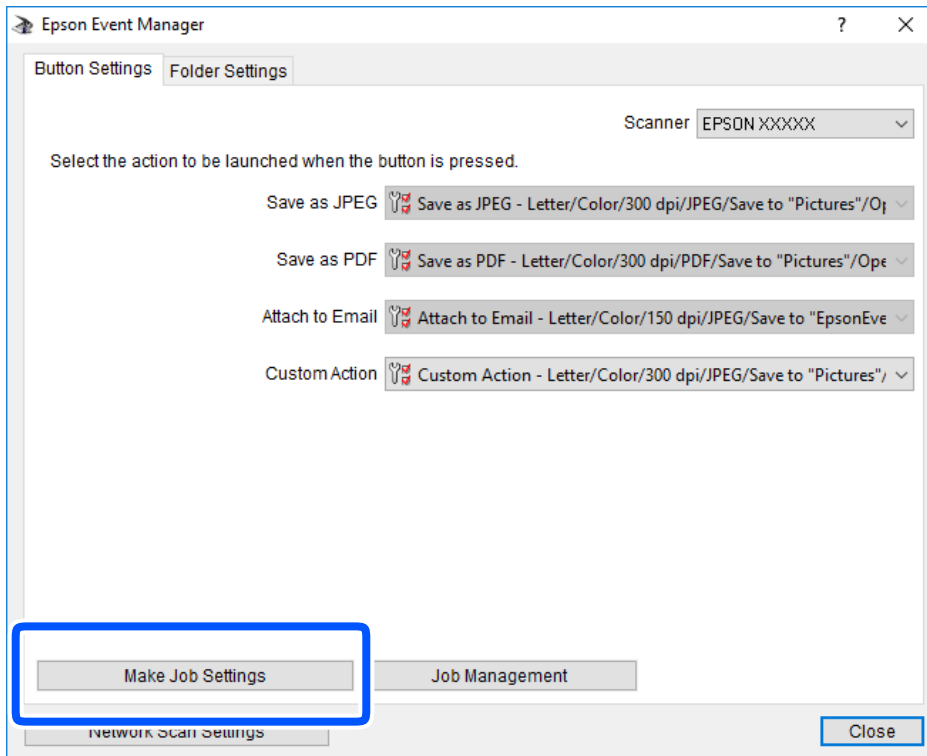 Epson Event Manager
Button Settings
Folder Settings
Scanner EPSON XXXXX
Select the action to be launched when the button is pressed.
Save as JPEG Save as JPEG - Letter/Color/300 dpi/JPEG/Save to "Pictures"/Op
Save as PDF Save as PDF - Letter/Color/300 dpi/PDF/Save to "Pictures"/Ope
Attach to Email Attach to Email - Letter/Color/150 dpi/JPEG/Save to "EpsonEve
Custom Action Custom Action - Letter/Color/300 dpi/JPEG/Save to "Pictures"/
Make Job Settings
Job Management
Network Scan Settings
Close